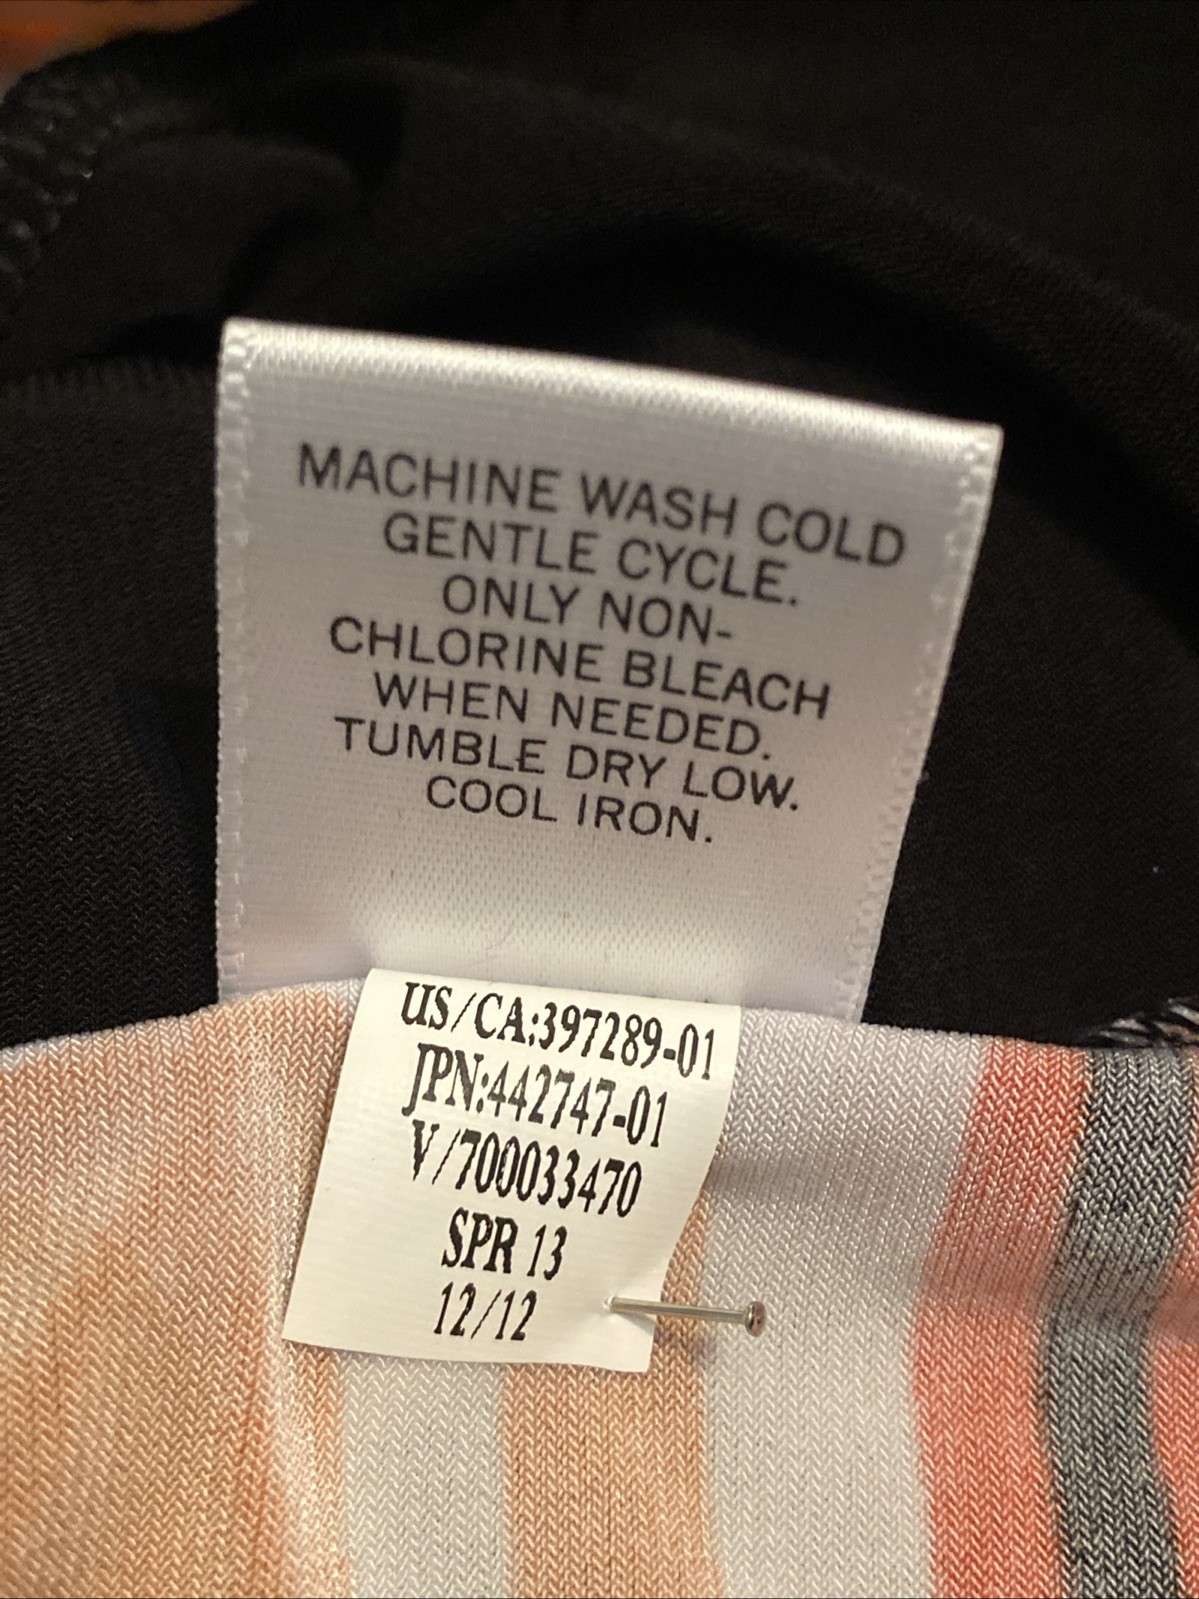 MACHINE WASH COLD
GENTLE CYCLE.
ONLY NON-
CHLORINE BLEACH
WHEN NEEDED.
TUMBLE DRY LOW.
COOL IRON.
US/CA:397289-01
JPN:442747-01
V/700033470
SPR 13
12/12